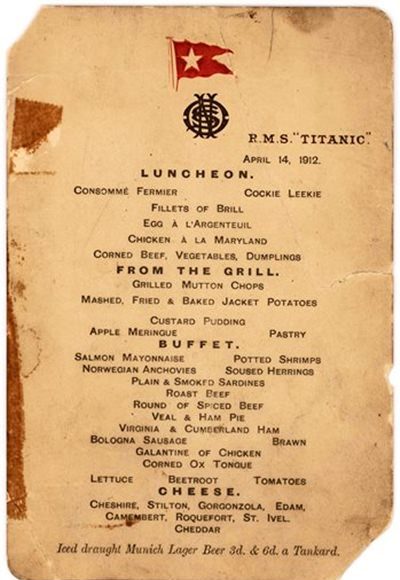 R.M.S. "TITANIC".
APRIL 14, 1912.
LUNCHEON.
CONSOMMÉ FERMIER COCKIE LEEKIE
FILLETS OF BRILL
EGG À L'ARGENTEUIL
CHICKEN À LA MARYLAND
CORNED BEEF, VEGETABLES, DUMPLINGS
FROM THE GRILL.
GRILLED MUTTON CHOPS
MASHED, FRIED & BAKED JACKET POTATOES
CUSTARD PUDDING
APPLE MERINGUE PASTRY
BUFFET.
SALMON MAYONNAISE POTTED SHRIMPS
NORWEGIAN ANCHOVIES SOUSED HERRINGS
PLAIN & SMOKED SARDINES
ROAST BEEF
ROUND OF SPICED BEEF
VEAL & HAM PIE
VIRGINIA & CUMBERLAND HAM
BOLOGNA SAUSAGE BRAWN
GALANTINE OF CHICKEN
CORNED OX TONGUE
LETTUCE BEETROOT TOMATOES
CHEESE.
CHESHIRE, STILTON, GORGONZOLA, EDAM,
CAMEMBERT, ROQUEFORT, ST. IVEL.
CHEDDAR
Iced draught Munich Lager Beer 3d. & 6d. a Tankard.